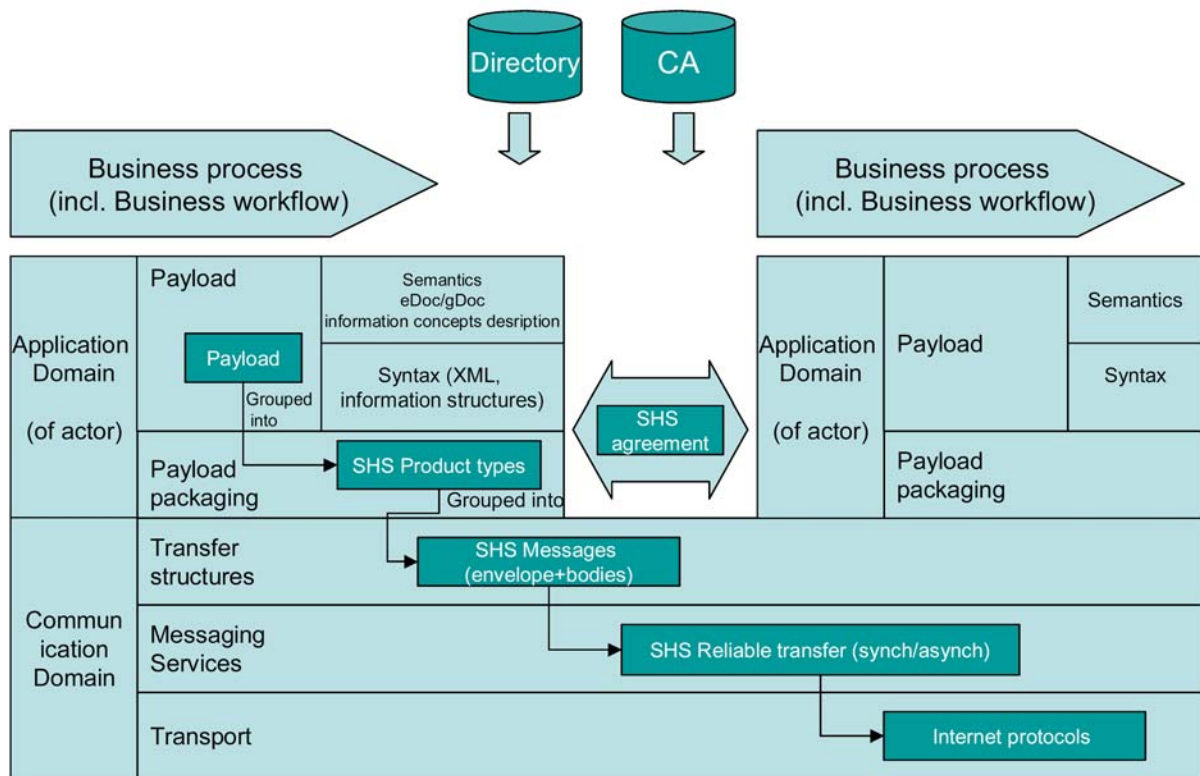 Directory
CA
Business process
(incl. Business workflow)
Business process
(incl. Business workflow)
Application
Domain
(of actor)
Payload
Payload
Grouped
into
Semantics
eDoc/gDoc
information concepts desription
Syntax (XML,
information structures)
Payload
packaging
SHS Product types
Grouped into
SHS
agreement
Application
Domain
(of actor)
Payload
Semantics
Syntax
Payload
packaging
Commun
ication
Domain
Transfer
structures
SHS Messages
(envelope+bodies)
Messaging
Services
SHS Reliable transfer (synch/asynch)
Transport
Internet protocols